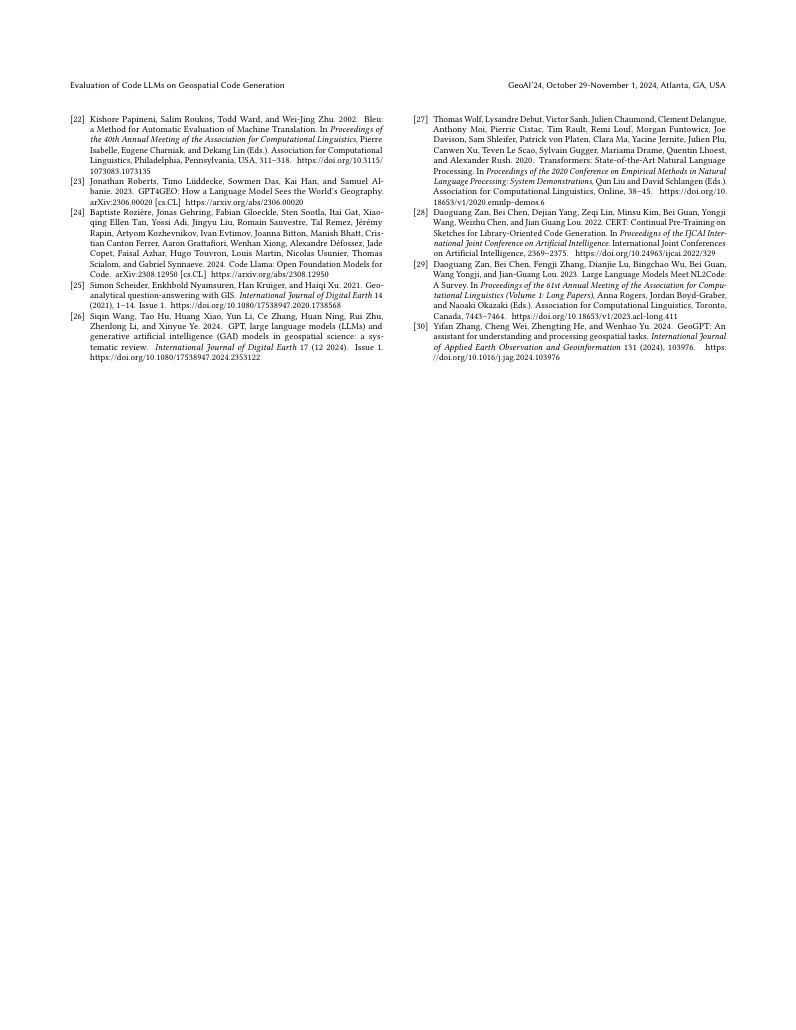 Evaluation of Code LLMs on Geospatial Code Generation
GeoAI'24, October 29-November 1, 2024, Atlanta, GA, USA
[22] Kishore Papineni, Salim Roukos, Todd Ward, and Wei-Jing Zhu. 2002. Bleu:
a Method for Automatic Evaluation of Machine Translation. In Proceedings of
the 40th Annual Meeting of the Association for Computational Linguistics, Pierre
Isabelle, Eugene Charniak, and Dekang Lin (Eds.). Association for Computational
Linguistics, Philadelphia, Pennsylvania, USA, 311–318. https://doi.org/10.3115/
1073083.1073135
[23] Jonathan Roberts, Timo Lüddecke, Sowmen Das, Kai Han, and Samuel Al-
banie. 2023. GPT4GEO: How a Language Model Sees the World's Geography.
arXiv:2306.00020 [cs.CL] https://arxiv.org/abs/2306.00020
[24] Baptiste Rozière, Jonas Gehring, Fabian Gloeckle, Sten Sootla, Itai Gat, Xiao-
qing Ellen Tan, Yossi Adi, Jingyu Liu, Romain Sauvestre, Tal Remez, Jérémy
Rapin, Artyom Kozhevnikov, Ivan Evtimov, Joanna Bitton, Manish Bhatt, Cris-
tian Canton Ferrer, Aaron Grattafiori, Wenhan Xiong, Alexandre Défossez, Jade
Copet, Faisal Azhar, Hugo Touvron, Louis Martin, Nicolas Usunier, Thomas
Scialom, and Gabriel Synnaeve. 2024. Code Llama: Open Foundation Models for
Code. arXiv:2308.12950 [cs.CL] https://arxiv.org/abs/2308.12950
[25] Simon Scheider, Enkhbold Nyamsuren, Han Kruiger, and Haiqi Xu. 2021. Geo-
analytical question-answering with GIS. International Journal of Digital Earth 14
(2021), 1–14. Issue 1. https://doi.org/10.1080/17538947.2020.1738568
[26] Siqin Wang, Tao Hu, Huang Xiao, Yun Li, Ce Zhang, Huan Ning, Rui Zhu,
Zhenlong Li, and Xinyue Ye. 2024. GPT, large language models (LLMs) and
generative artificial intelligence (GAI) models in geospatial science: a sys-
tematic review. International Journal of Digital Earth 17 (12 2024). Issue 1.
https://doi.org/10.1080/17538947.2024.2353122
[27] Thomas Wolf, Lysandre Debut, Victor Sanh, Julien Chaumond, Clement Delangue,
Anthony Moi, Pierric Cistac, Tim Rault, Remi Louf, Morgan Funtowicz, Joe
Davison, Sam Shleifer, Patrick von Platen, Clara Ma, Yacine Jernite, Julien Plu,
Canwen Xu, Teven Le Scao, Sylvain Gugger, Mariama Drame, Quentin Lhoest,
and Alexander Rush. 2020. Transformers: State-of-the-Art Natural Language
Processing. In Proceedings of the 2020 Conference on Empirical Methods in Natural
Language Processing: System Demonstrations, Qun Liu and David Schlangen (Eds.).
Association for Computational Linguistics, Online, 38–45. https://doi.org/10.
18653/v1/2020.emnlp-demos.6
[28] Daoguang Zan, Bei Chen, Dejian Yang, Zeqi Lin, Minsu Kim, Bei Guan, Yongji
Wang, Weizhu Chen, and Jian Guang Lou. 2022. CERT: Continual Pre-Training on
Sketches for Library-Oriented Code Generation. In Proceedigns of the IJCAI Inter-
national Joint Conference on Artificial Intelligence. International Joint Conferences
on Artificial Intelligence, 2369–2375. https://doi.org/10.24963/ijcai.2022/329
[29] Daoguang Zan, Bei Chen, Fengji Zhang, Dianjie Lu, Bingchao Wu, Bei Guan,
Wang Yongji, and Jian-Guang Lou. 2023. Large Language Models Meet NL2Code:
A Survey. In Proceedings of the 61st Annual Meeting of the Association for Compu-
tational Linguistics (Volume 1: Long Papers), Anna Rogers, Jordan Boyd-Graber,
and Naoaki Okazaki (Eds.). Association for Computational Linguistics, Toronto,
Canada, 7443–7464. https://doi.org/10.18653/v1/2023.acl-long.411
[30] Yifan Zhang, Cheng Wei, Zhengting He, and Wenhao Yu. 2024. GeoGPT: An
assistant for understanding and processing geospatial tasks. International Journal
of Applied Earth Observation and Geoinformation 131 (2024), 103976. https:
//doi.org/10.1016/j.jag.2024.103976